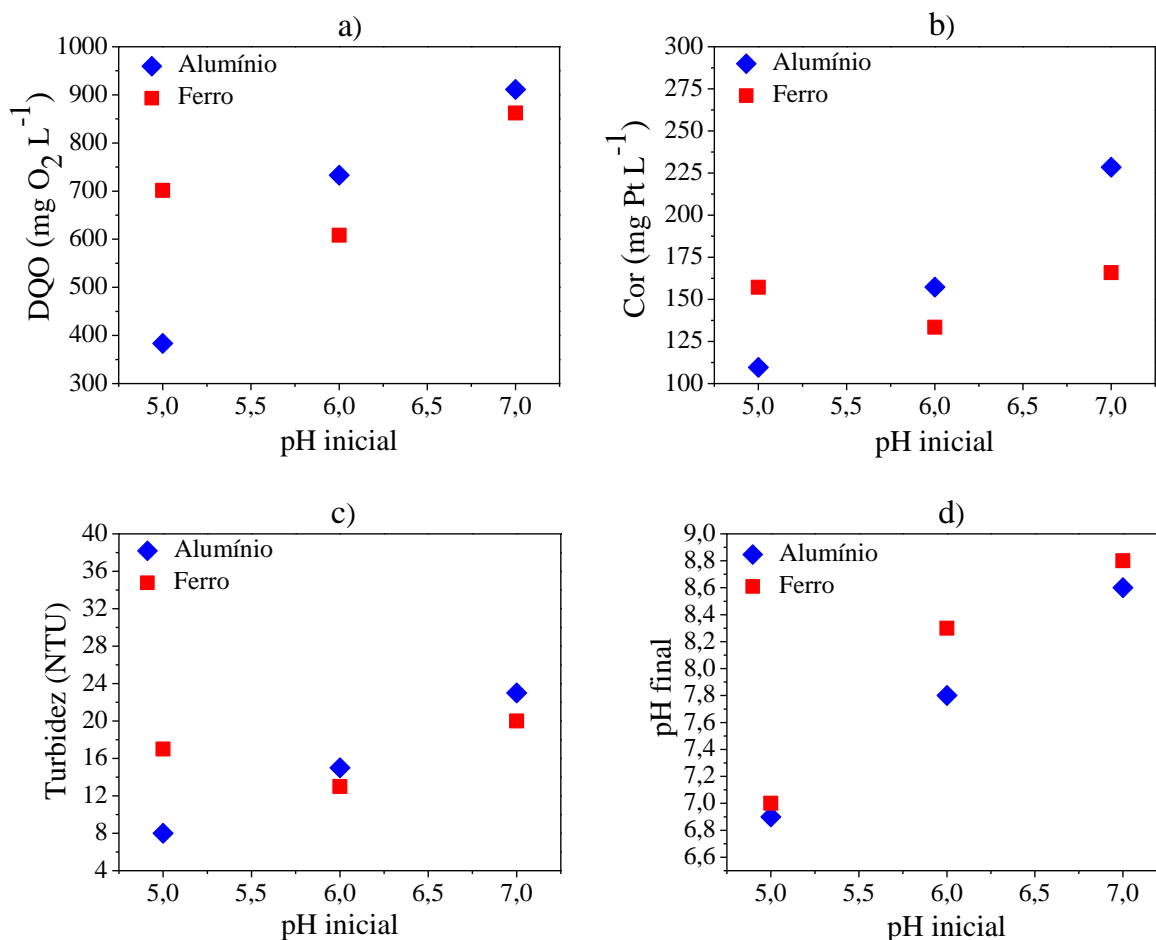 a)
DQO (mg O2 L-1)
1000
900
800
700
600
500
400
300
Alumínio
Ferro
5,0 5,5 6,0 6,5 7,0
pH inicial
b)
Cor (mg Pt L-1)
300
275
250
225
200
175
150
125
100
Alumínio
Ferro
5,0 5,5 6,0 6,5 7,0
pH inicial
c)
Turbidez (NTU)
40
36
32
28
24
20
16
12
8
4
Alumínio
Ferro
5,0 5,5 6,0 6,5 7,0
pH inicial
d)
pH final
9,0
8,8
8,6
8,4
8,2
8,0
7,8
7,6
7,4
7,2
7,0
6,8
6,6
Alumínio
Ferro
5,0 5,5 6,0 6,5 7,0
pH inicial